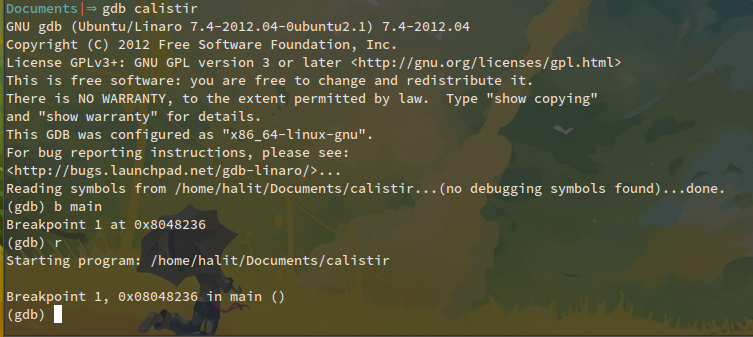 Documents|⇒ gdb calistir
GNU gdb (Ubuntu/Linaro 7.4-2012.04-0ubuntu2.1) 7.4-2012.04
Copyright (C) 2012 Free Software Foundation, Inc.
License GPLv3+: GNU GPL version 3 or later <http://gnu.org/licenses/gpl.html>
This is free software: you are free to change and redistribute it.
There is NO WARRANTY, to the extent permitted by law.  Type "show copying"
and "show warranty" for details.
This GDB was configured as "x86_64-linux-gnu".
For bug reporting instructions, please see:
<http://bugs.launchpad.net/gdb-linaro/>...
Reading symbols from /home/halit/Documents/calistir...(no debugging symbols found)...done.
(gdb) b main
Breakpoint 1 at 0x8048236
(gdb) r
Starting program: /home/halit/Documents/calistir
Breakpoint 1, 0x08048236 in main ()
(gdb)